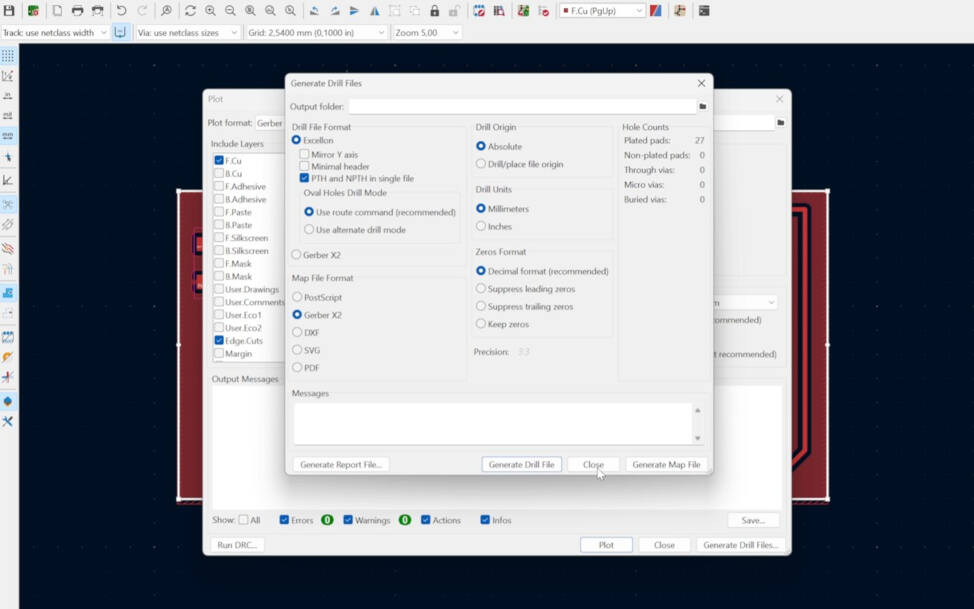 F.Cu (PgUp)
Track: use netclass width
Via: use netclass sizes
Grid: 2,5400 mm (0,1000 in)
Zoom 5,00
Plot
Plot format: Gerber
Include Layers
F.Cu
B.Cu
F.Adhesive
B.Adhesive
F.Paste
B.Paste
F.Silkscreen
B.Silkscreen
F.Mask
B.Mask
User.Drawings
User.Comments
User.Eco1
User.Eco2
Edge.Cuts
Margin
Output Messages
Generate Drill Files
Output folder:
Drill File Format
Excellon
Mirror Y axis
Minimal header
PTH and NPTH in single file
Oval Holes Drill Mode
Use route command (recommended)
Use alternate drill mode
Gerber X2
Map File Format
PostScript
Gerber X2
DXF
SVG
PDF
Drill Origin
Absolute
Drill/place file origin
Drill Units
Millimeters
Inches
Zeros Format
Decimal format (recommended)
Suppress leading zeros
Suppress trailing zeros
Keep zeros
Precision: 3:3
Hole Counts
Plated pads: 27
Non-plated pads: 0
Through vias: 0
Micro vias: 0
Buried vias: 0
Messages
Generate Report File...
Generate Drill File
Close
Generate Map File
ommended)
t recommended)
Show: All
Errors 0
Warnings 0
Actions
Infos
Save...
Run DRC...
Plot
Close
Generate Drill Files...